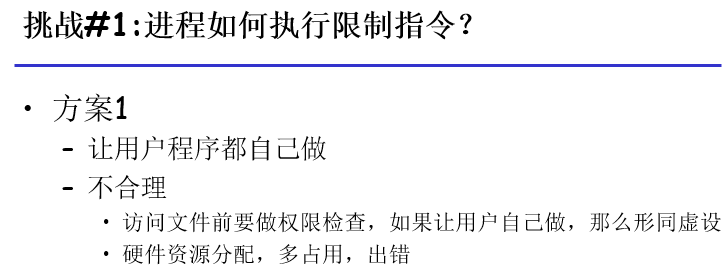 挑战#1:进程如何执行限制指令?
• 方案1
– 让用户程序都自己做
– 不合理
• 访问文件前要做权限检查，如果让用户自己做，那么形同虚设
• 硬件资源分配，多占用，出错